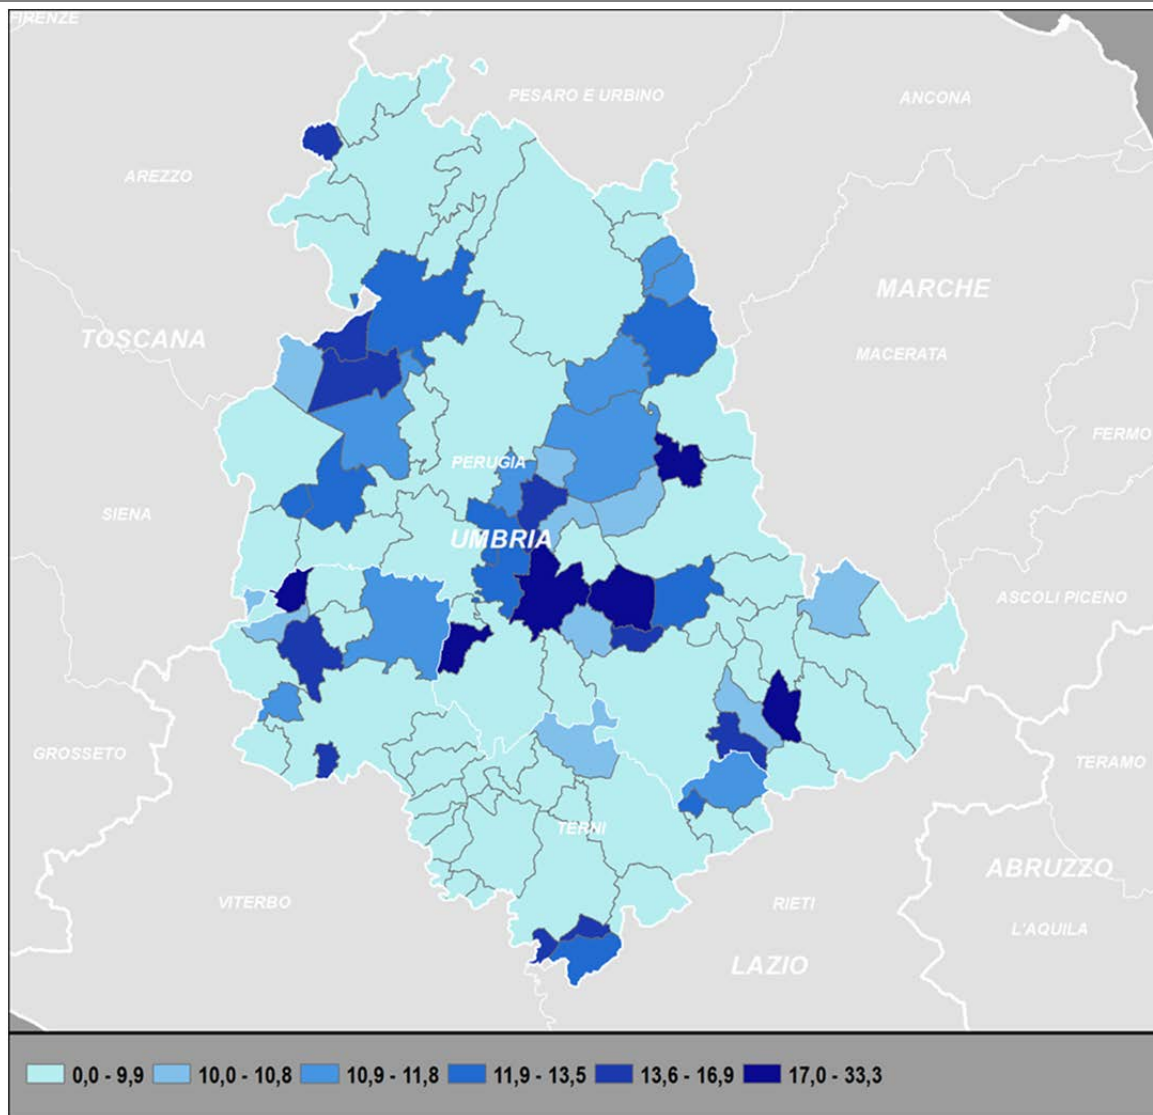 FIRENZE
PESARO E URBINO
ANCONA
AREZZO
MARCHE
TOSCANA
MACERATA
FERMO
PERUGIA
SIENA
UMBRIA
ASCOLI PICENO
GROSSETO
TERAMO
TERNI
ABRUZZO
VITERBO
RIETI
L'AQUILA
LAZIO
0,0 - 9,9 10,0 - 10,8 10,9 - 11,8 11,9 - 13,5 13,6 - 16,9 17,0 - 33,3